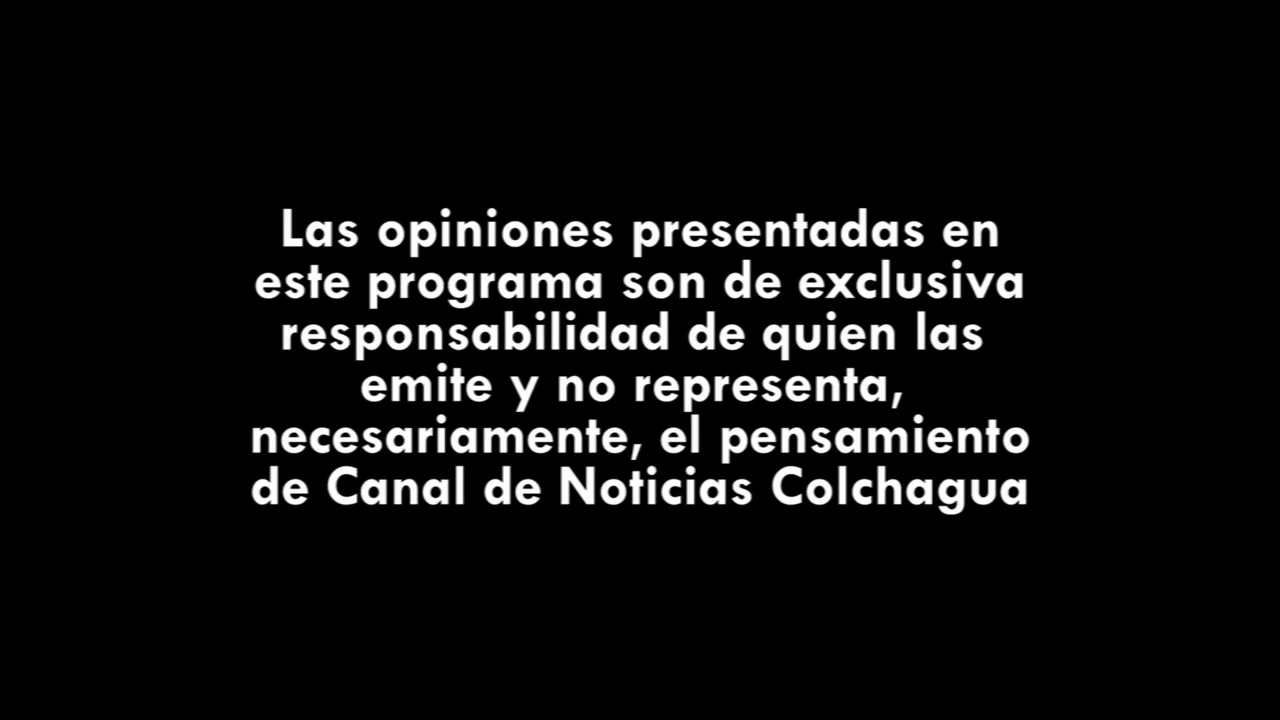 Las opiniones presentadas en
este programa son de exclusiva
responsabilidad de quien las
emite y no representa,
necesariamente, el pensamiento
de Canal de Noticias Colchagua